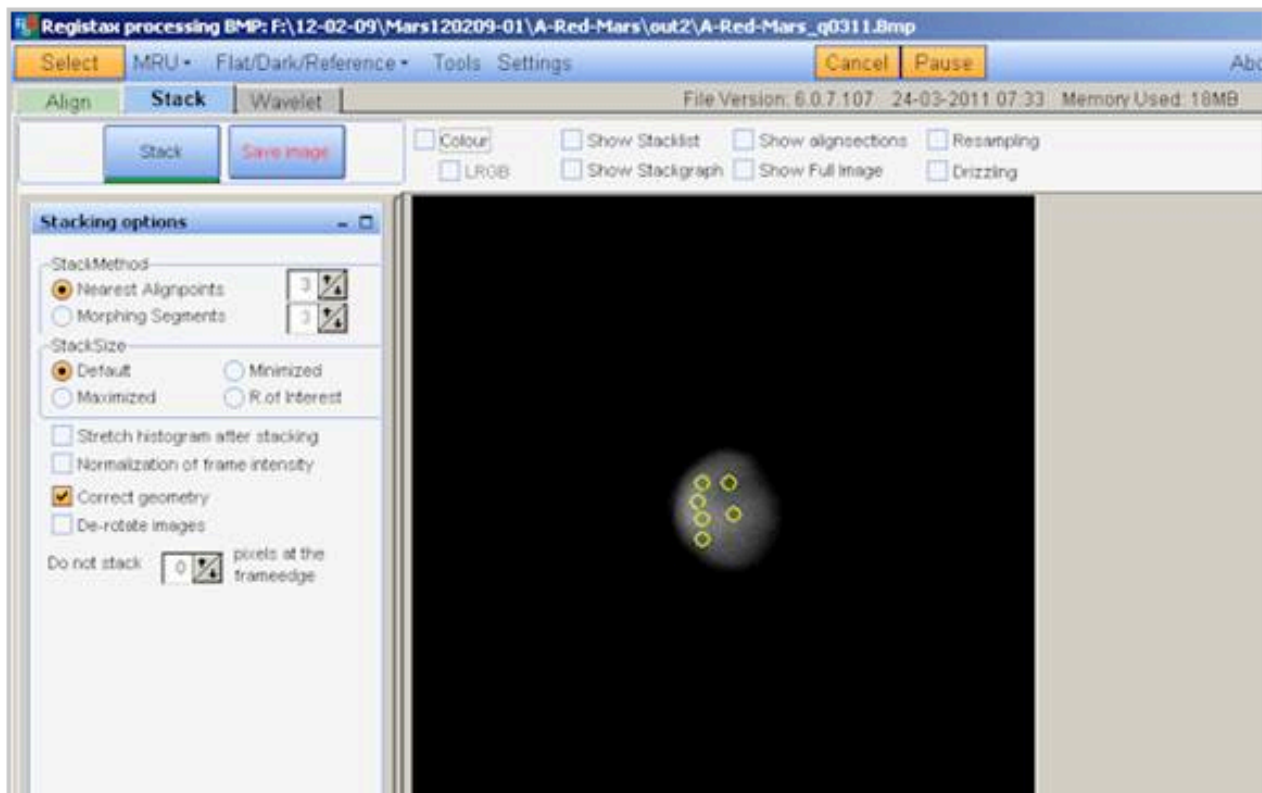 Registax processing BMP: F:\12-02-09\Mars120209-01\A-Red-Mars\out2\A-Red-Mars_q0311.Bmp
Select MRU Flat/Dark/Reference Tools Settings Cancel Pause Abo
Align Stack Wavelet File Version: 6.0.7.107 24-03-2011 07:33 Memory Used: 18MB
Stack Save image Colour Show Stacklist Show alignsections Resampling
LRGB Show Stackgraph Show Full Image Drizzling
Stacking options
StackMethod
Nearest Alignpoints 3
Morphing Segments 3
StackSize
Default Minimized
Maximized R.of Interest
Stretch histogram after stacking
Normalization of frame intensity
Correct geometry
De-rotate images
Do not stack 0 pixels at the
frameedge